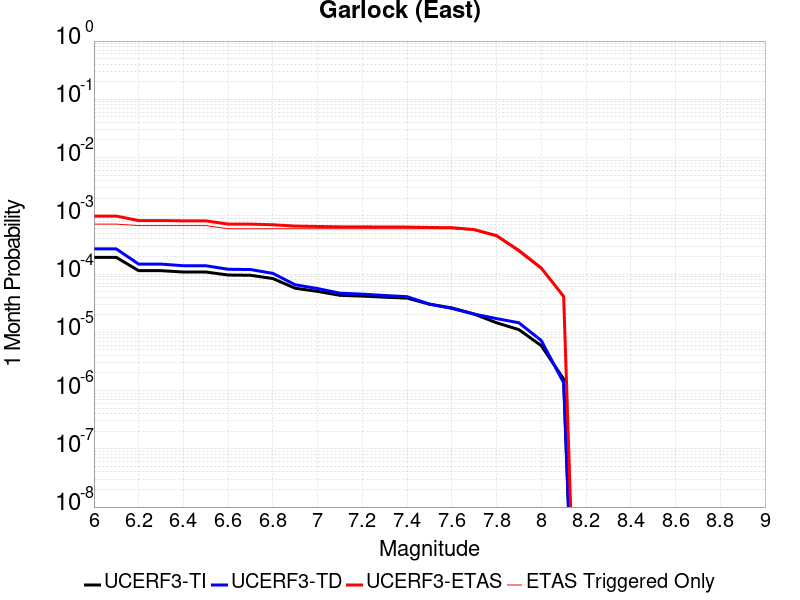 Garlock (East)
10^0
10^-1
10^-2
10^-3
10^-4
10^-5
10^-6
10^-7
10^-8
1 Month Probability
6 6.2 6.4 6.6 6.8 7 7.2 7.4 7.6 7.8 8 8.2 8.4 8.6 8.8 9
Magnitude
UCERF3-TI UCERF3-TD UCERF3-ETAS ETAS Triggered Only